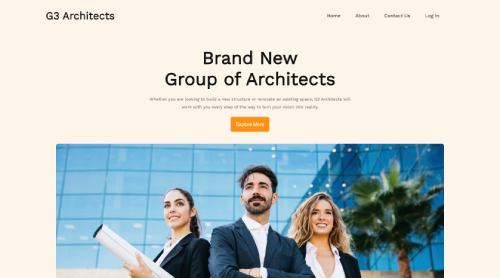 G3 Architects
Home About Contact Us Log In
Brand New
Group of Architects
Whether you are looking to build a new structure or renovate an existing space, G3 Architects will
work with you every step of the way to turn your vision into reality.
Explore More